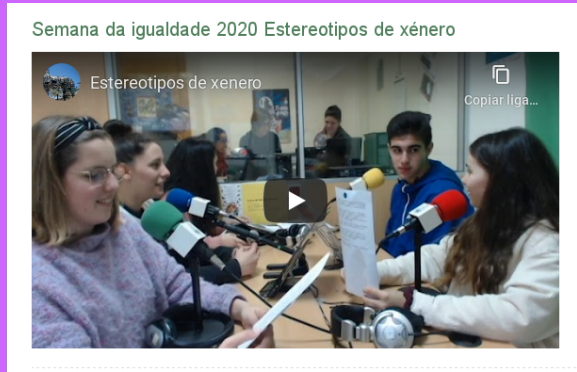 Semana da igualdade 2020 Estereotipos de xénero
Estereotipos de xenero
Copiar liga...